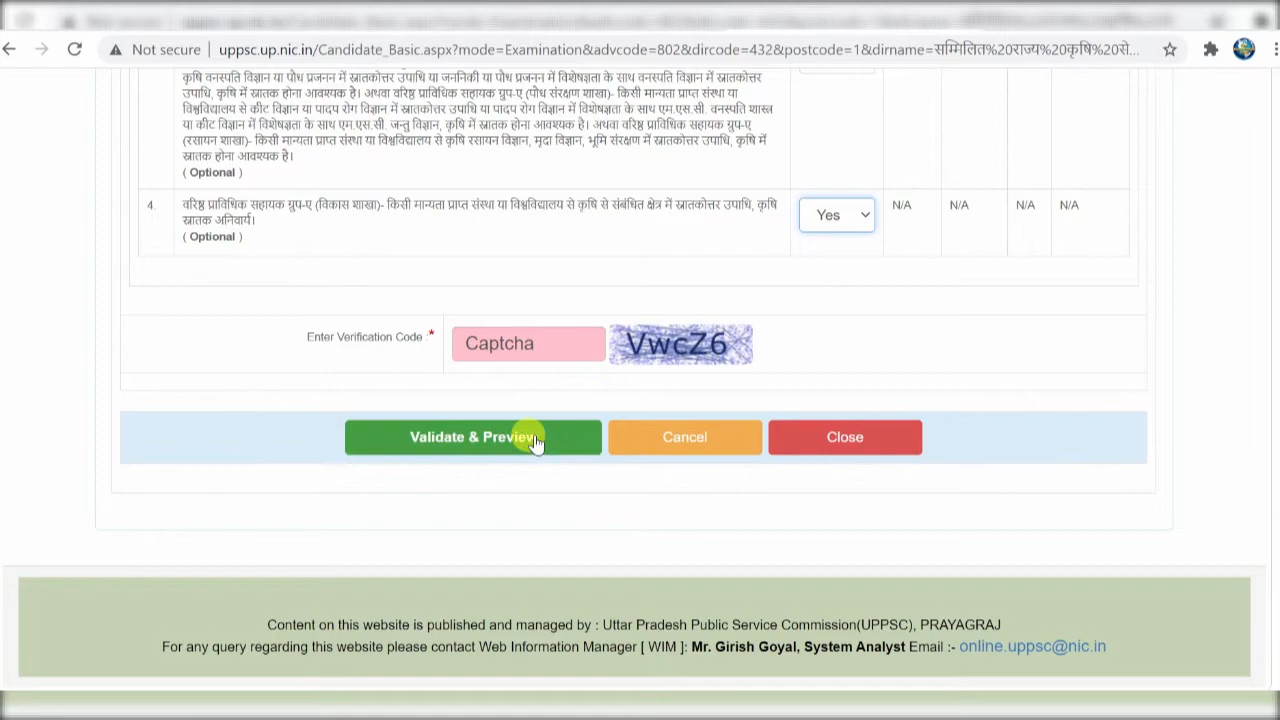 Not secure | uppsc.up.nic.in/Candidate_Basic.aspx?mode=Examnation&advcode=802&dircode=432&postcode=1&dirname=सम्मिलित%20राज्य%20कृषि%20से...
कृषि वनस्पति विज्ञान या पौध प्रजनन में स्नातकोत्तर उपाधि या जननिकी या पौध प्रजनन में विशेषज्ञता के साथ वनस्पति विज्ञान में स्नातकोत्तर
उपाधि, कृषि में स्नातक होना आवश्यक है। अथवा वरिष्ठ प्राविधिक सहायक ग्रुप-ए (पौध संरक्षण शाखा)- किसी मान्यता प्राप्त संस्था या
विश्वविद्यालय से कीट विज्ञान या पादप रोग विज्ञान में विशेषज्ञता के साथ स्नातकोत्तर उपाधि या पादप रोग विज्ञान में विशेषज्ञता के साथ एम.एस.सी. वनस्पति शास्त्र
या कीट विज्ञान में विशेषज्ञता के साथ एम.एस.सी. जन्तु विज्ञान, कृषि में स्नातक होना आवश्यक है। अथवा वरिष्ठ प्राविधिक सहायक ग्रुप-ए
(रसायन शाखा)- किसी मान्यता प्राप्त संस्था या विश्वविद्यालय से कृषि रसायन विज्ञान, मृदा विज्ञान, भूमि संरक्षण में स्नातकोत्तर उपाधि, कृषि में
स्नातक होना आवश्यक है।
( Optional )
4. वरिष्ठ प्राविधिक सहायक ग्रुप-ए (विकास शाखा)- किसी मान्यता प्राप्त संस्था या विश्वविद्यालय से कृषि से संबंधित क्षेत्र में स्नातकोत्तर उपाधि, कृषि Yes N/A N/A N/A N/A
स्नातक अनिवार्य।
( Optional )
Enter Verification Code :* Captcha VwcZ6
Validate & Preview Cancel Close
Content on this website is published and managed by : Uttar Pradesh Public Service Commission(UPPSC), PRAYAGRAJ
For any query regarding this website please contact Web Information Manager [ WIM ]: Mr. Girish Goyal, System Analyst Email :- online.uppsc@nic.in